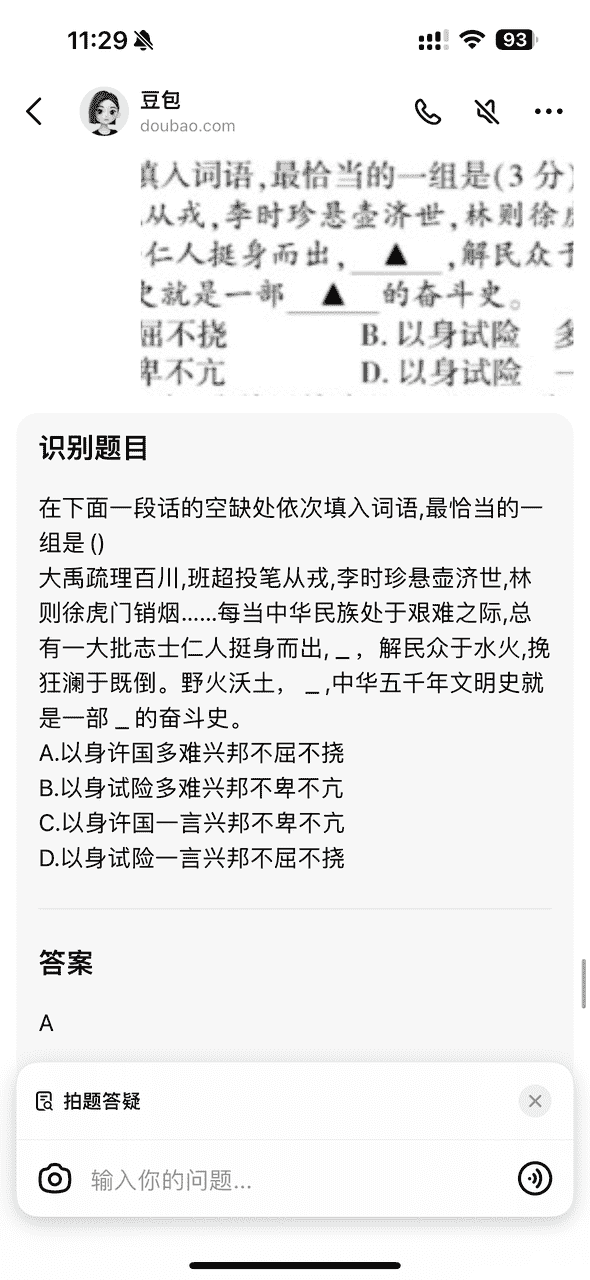 11:29
93
豆包
doubao.com
填入词语,最恰当的一组是(3 分)
从戎,李时珍悬壶济世,林则徐虎
仁人挺身而出,▲,解民众于
史就是一部▲的奋斗史。
屈不挠 B. 以身试险 多
卑不亢 D. 以身试险 一
识别题目
在下面一段话的空缺处依次填入词语,最恰当的一
组是 ()
大禹疏理百川,班超投笔从戎,李时珍悬壶济世,林
则徐虎门销烟……每当中华民族处于艰难之际,总
有一大批志士仁人挺身而出, _ ，解民众于水火,挽
狂澜于既倒。野火沃土， _ ,中华五千年文明史就
是一部 _ 的奋斗史。
A.以身许国多难兴邦不屈不挠
B.以身试险多难兴邦不卑不亢
C.以身许国一言兴邦不卑不亢
D.以身试险一言兴邦不屈不挠
答案
A
拍题答疑
输入你的问题...